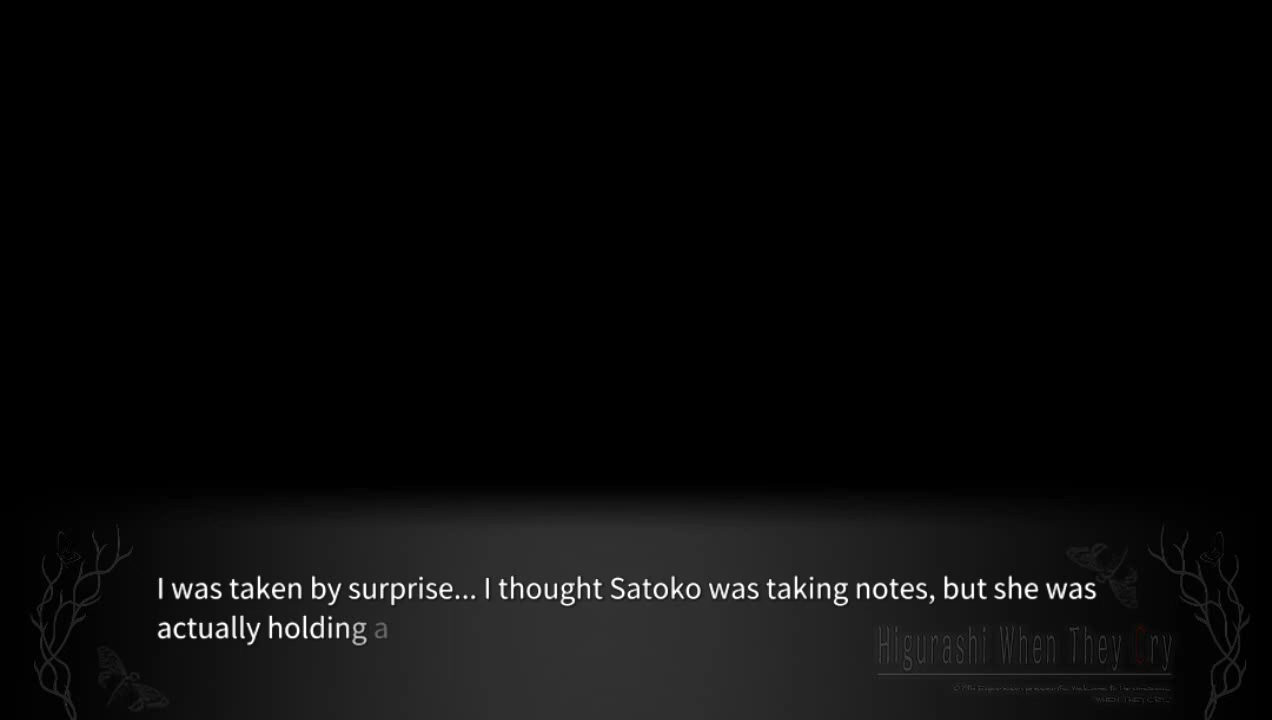 I was taken by surprise... I thought Satoko was taking notes, but she was
actually holding a
Higurashi When They Cry